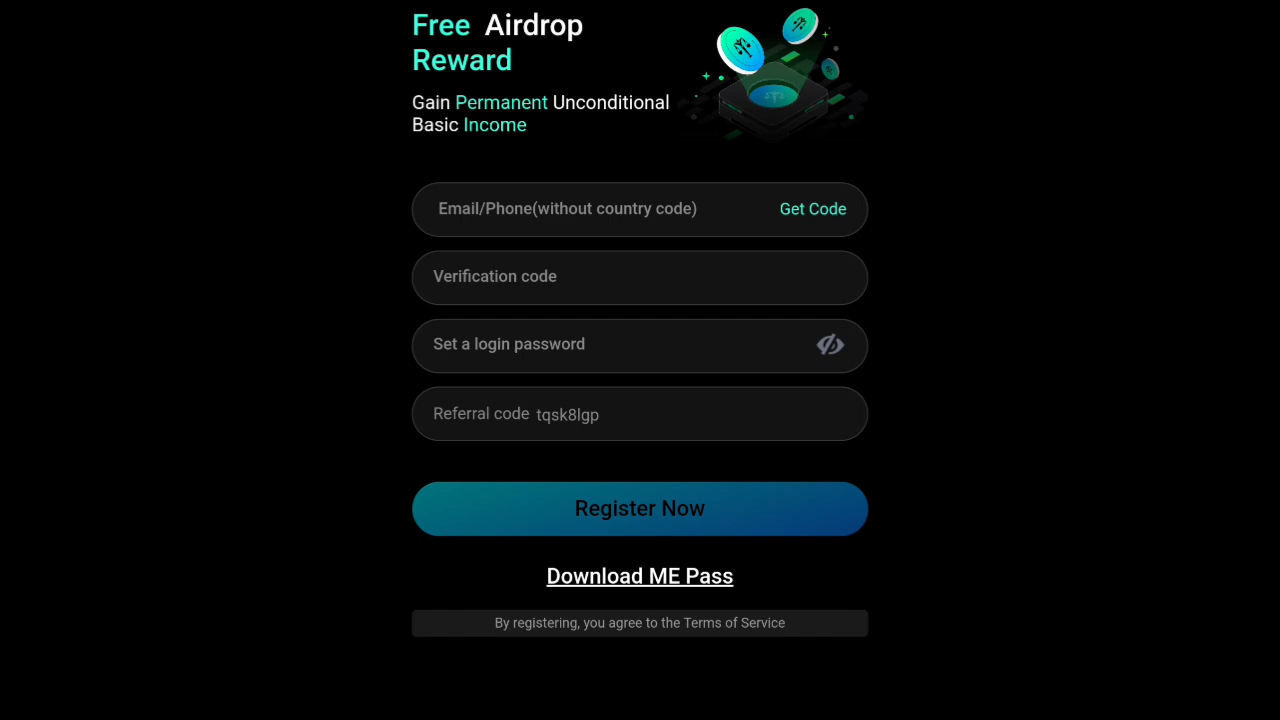 Free Airdrop
Reward
Gain Permanent Unconditional
Basic Income
Email/Phone(without country code) Get Code
Verification code
Set a login password
Referral code tqsk8lgp
Register Now
Download ME Pass
By registering, you agree to the Terms of Service